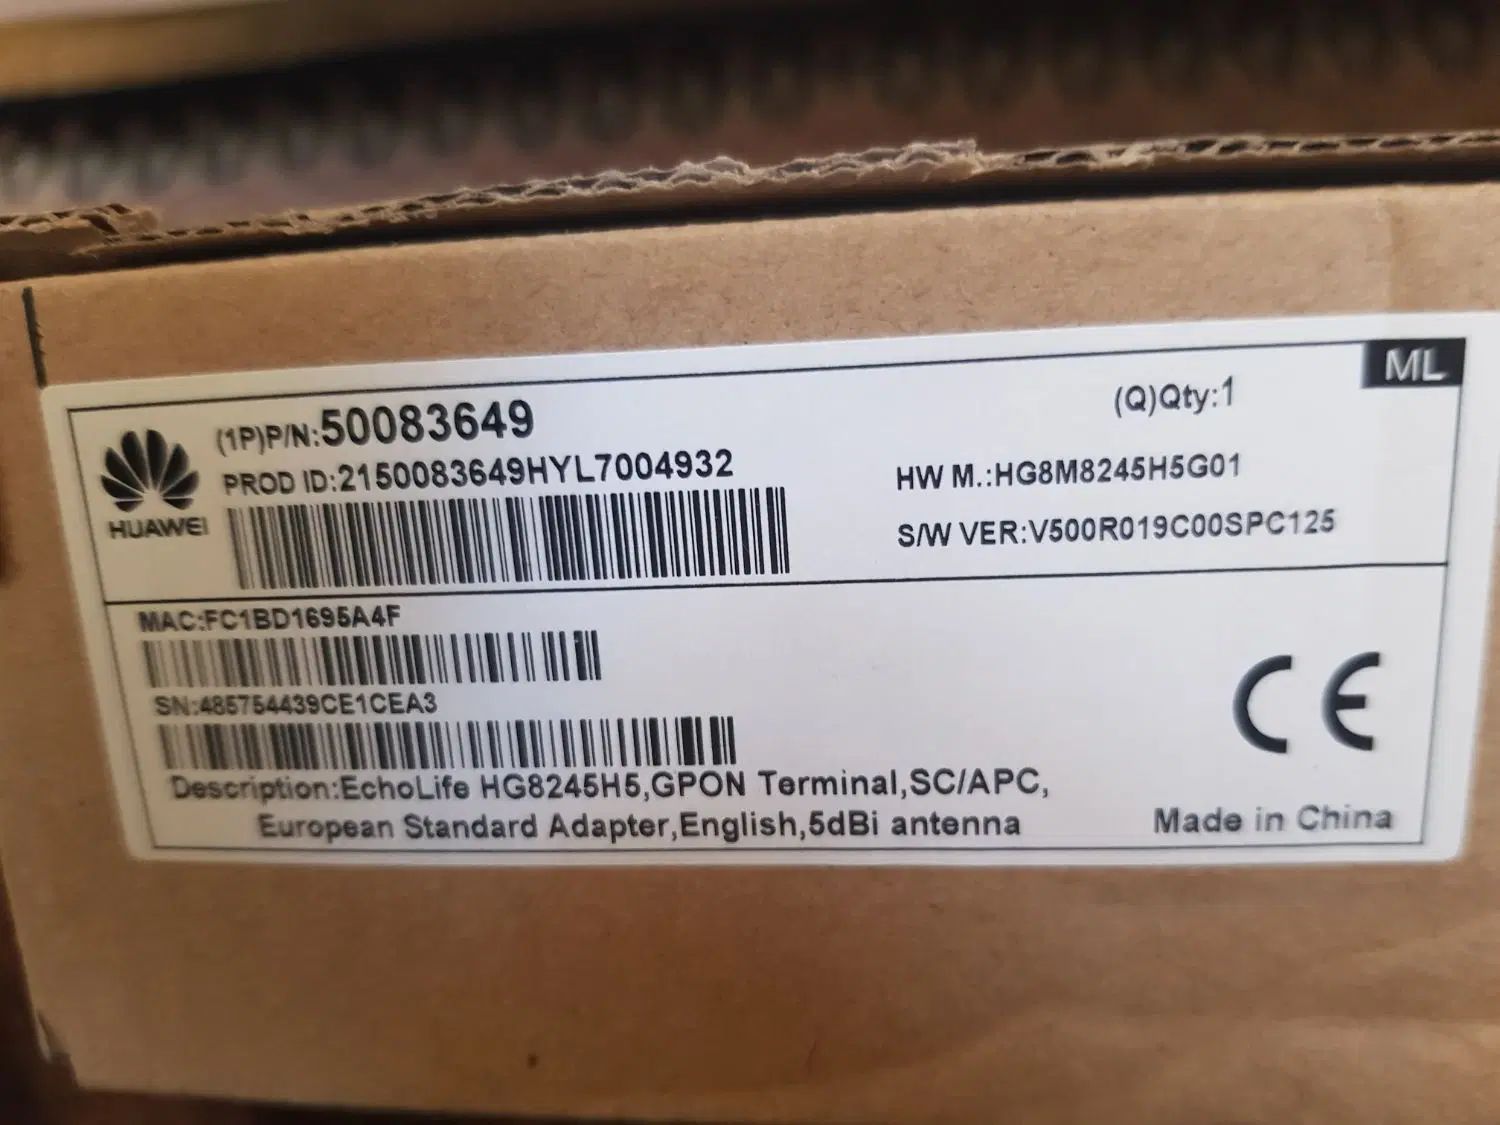 ML
(1P)P/N:50083649
(Q)Qty:1
PROD ID:2150083649HYL7004932
HW M.:HG8M8245H5G01
HUAWEI
S/W VER:V500R019C00SPC125
MAC:FC1BD1695A4F
SN:485754439CE1CEA3
CE
Description:EchoLife HG8245H5,GPON Terminal,SC/APC,
European Standard Adapter,English,5dBi antenna
Made in China